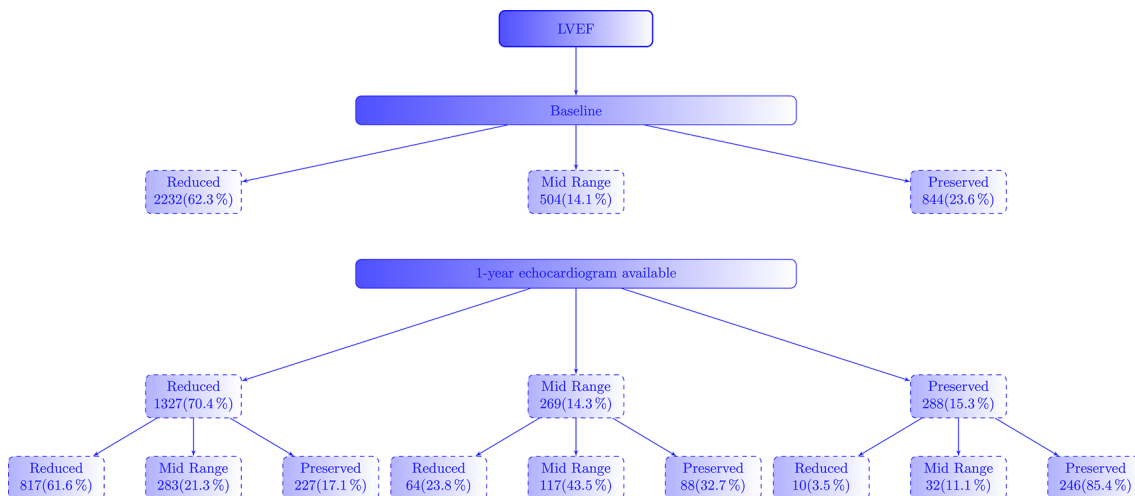 LVEF
Baseline
Reduced
2232(62.3 %)
Mid Range
504(14.1 %)
Preserved
844(23.6 %)
1-year echocardiogram available
Reduced
1327(70.4 %)
Mid Range
269(14.3 %)
Preserved
288(15.3 %)
Reduced
817(61.6 %)
Mid Range
283(21.3 %)
Preserved
227(17.1 %)
Reduced
64(23.8 %)
Mid Range
117(43.5 %)
Preserved
88(32.7 %)
Reduced
10(3.5 %)
Mid Range
32(11.1 %)
Preserved
246(85.4 %)